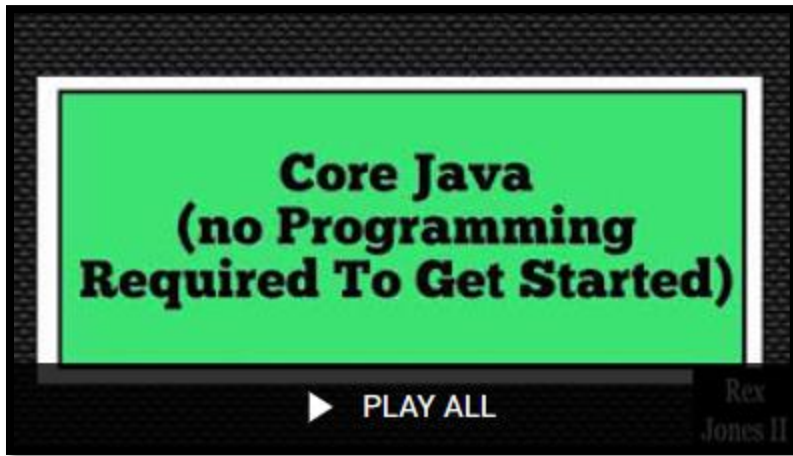 Core Java
(no Programming
Required To Get Started)
PLAY ALL
Rex
Jones II